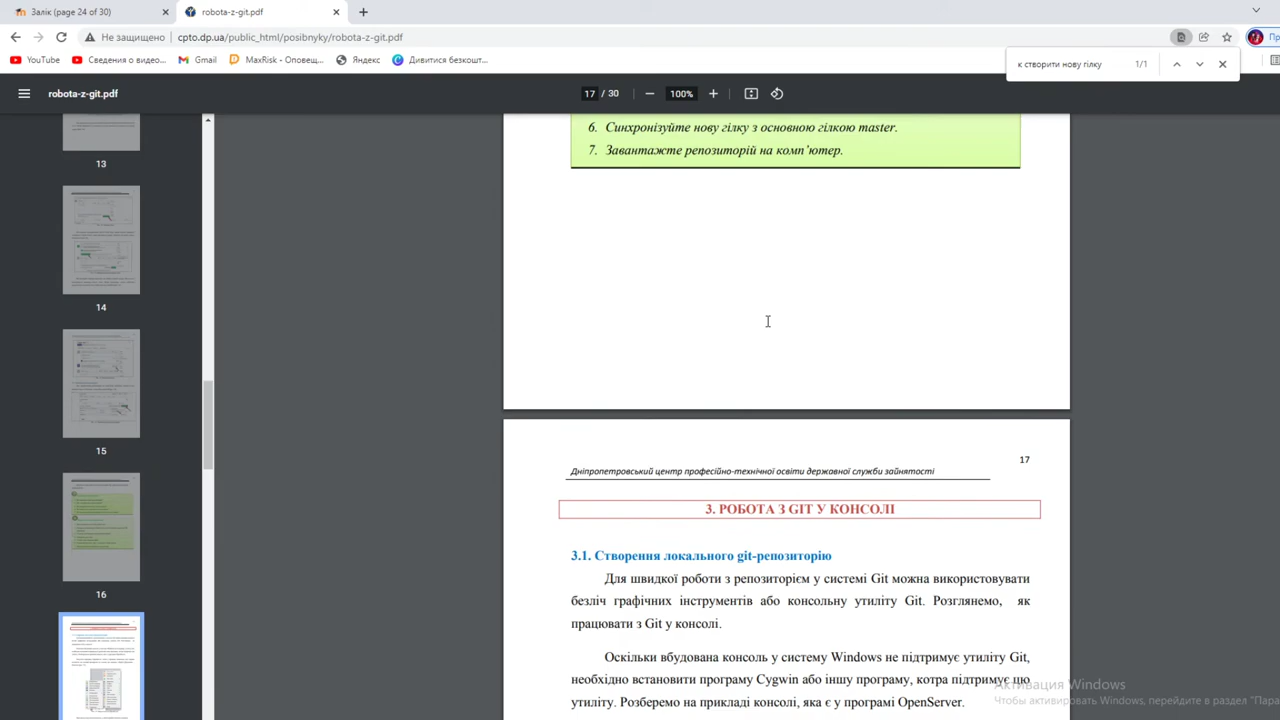 Залік (page 24 of 30)
robota-z-git.pdf
Не защищено
cpto.dp.ua/public_html/posibnyky/robota-z-git.pdf
YouTube
Сведения о видео...
Gmail
MaxRisk - Оповещ...
Яндекс
Дивитися безкошт...
к створити нову гілку
1/1
robota-z-git.pdf
17 / 30
100%
13
14
15
16
6. Синхронізуйте нову гілку з основною гілкою master.
7. Завантажте репозиторій на комп’ютер.
17
Дніпропетровський центр професійно-технічної освіти державної служби зайнятості
3. РОБОТА З GIT У КОНСОЛІ
3.1. Створення локального git-репозиторію
Для швидкої роботи з репозиторієм у системі Git можна використовувати
безліч графічних інструментів або консольну утиліту Git. Розглянемо, як
працювати з Git у консолі.
Оскільки вбудована консоль у систему Windows не підтримує утиліту Git,
необхідно встановити програму Cygwin або іншу програму, котра підтримує цю
утиліту. Розберемо на прикладі консолі, яка є у програмі OpenServer.
Активация Windows
Чтобы активировать Windows, перейдите в раздел "Пара